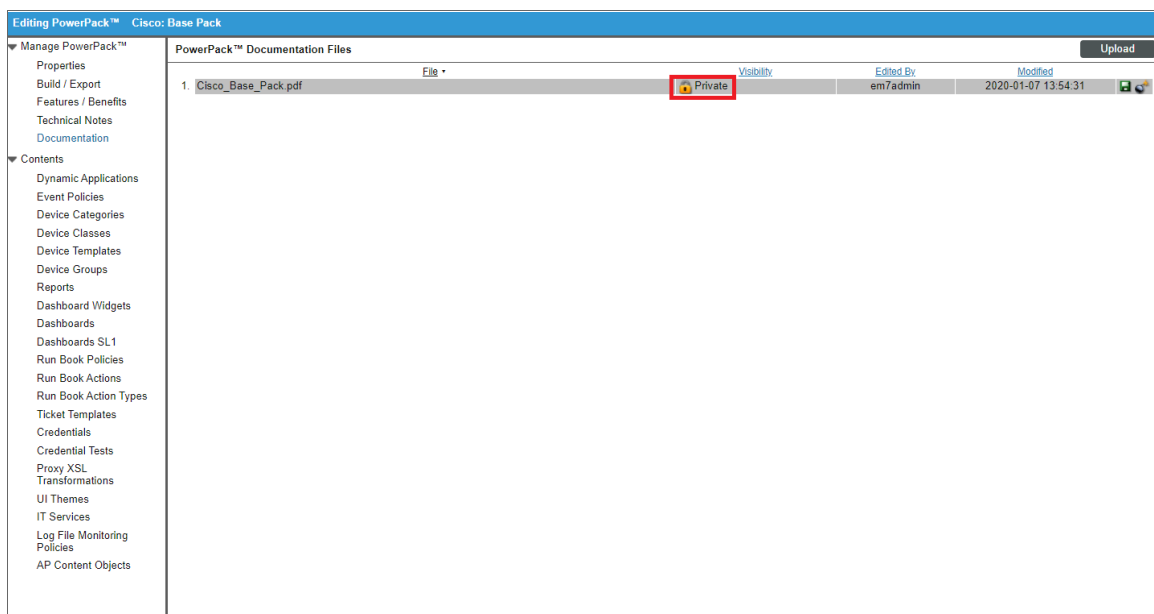 Editing PowerPack™ Cisco: Base Pack
Manage PowerPack™
Properties
Build / Export
Features / Benefits
Technical Notes
Documentation
Contents
Dynamic Applications
Event Policies
Device Categories
Device Classes
Device Templates
Device Groups
Reports
Dashboard Widgets
Dashboards
Dashboards SL1
Run Book Policies
Run Book Actions
Run Book Action Types
Ticket Templates
Credentials
Credential Tests
Proxy XSL
Transformations
UI Themes
IT Services
Log File Monitoring
Policies
AP Content Objects
PowerPack™ Documentation Files Upload
File Visibility Edited By Modified
1. Cisco_Base_Pack.pdf Private em7admin 2020-01-07 13:54:31